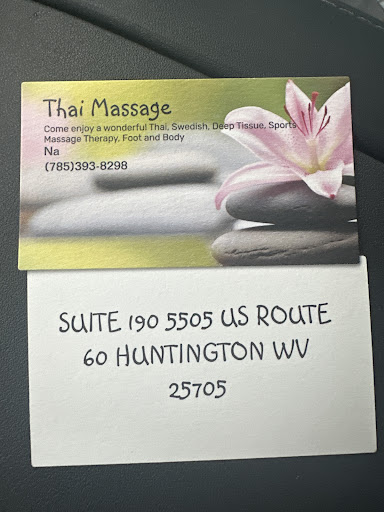 Thai Massage
Come enjoy a wonderful Thai, Swedish, Deep Tissue, Sports
Massage Therapy, Foot and Body
Na
(785)393-8298
SUITE 190 5505 US ROUTE
60 HUNTINGTON WV
25705